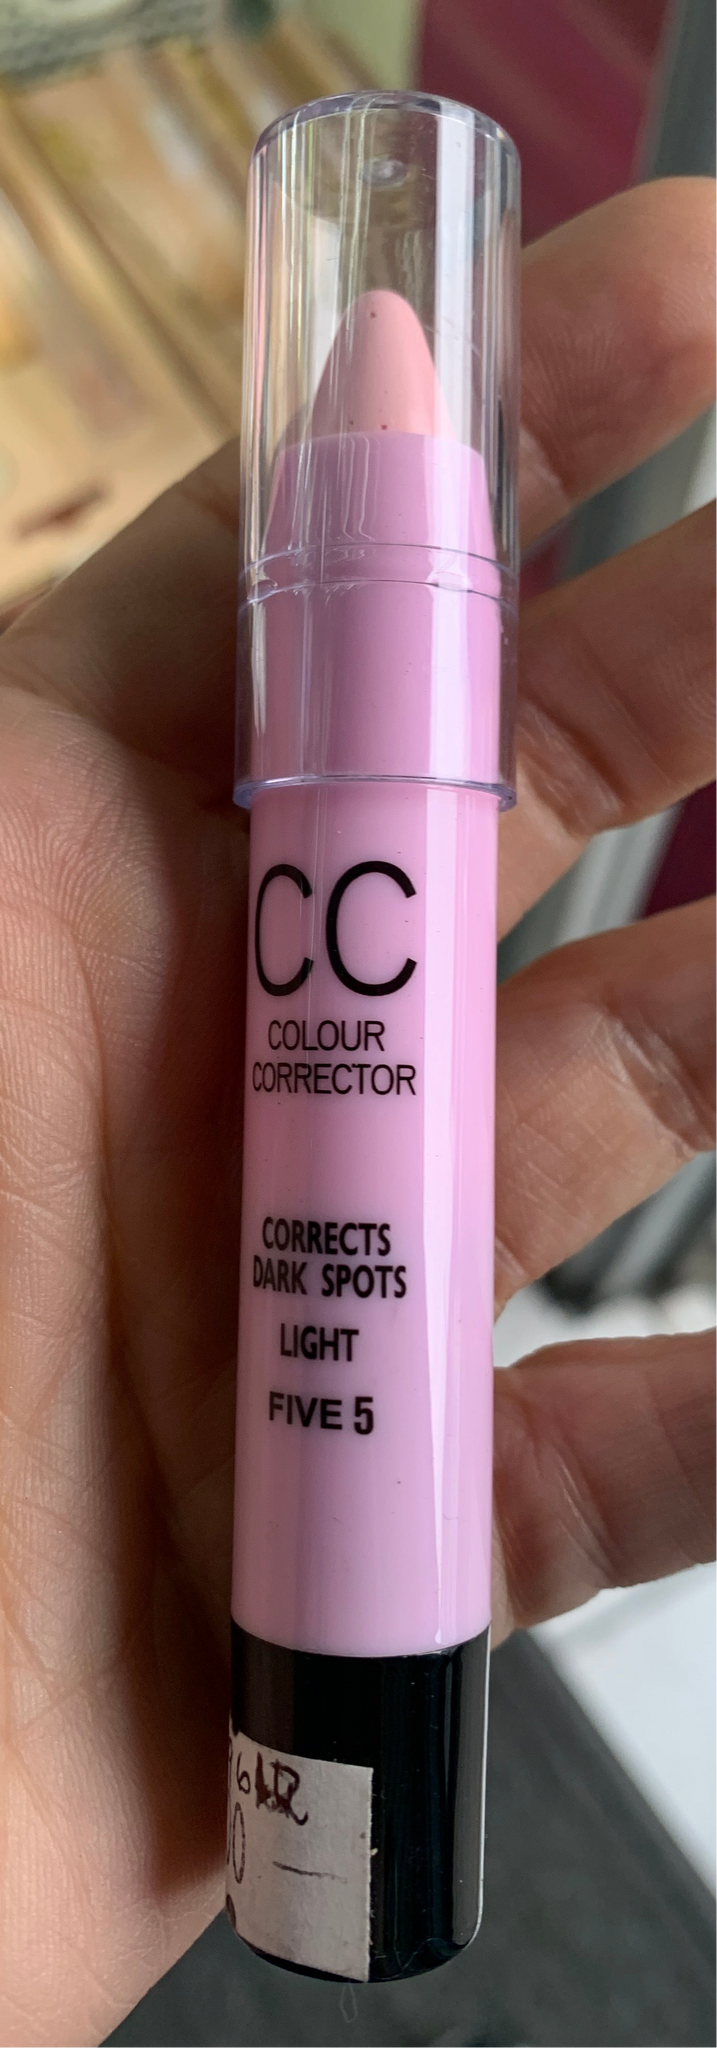 CC
COLOUR
CORRECTOR
CORRECTS
DARK SPOTS
LIGHT
FIVE 5